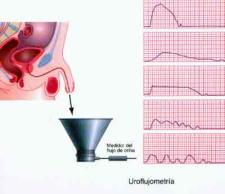 Medidor del
flujo de orina
Uroflujometría